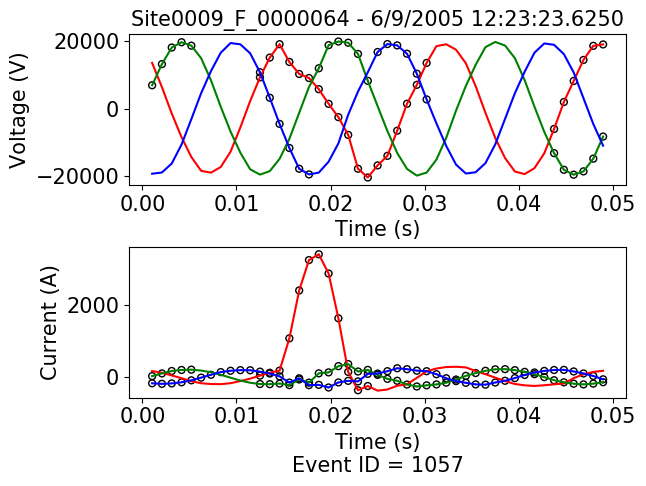 Site0009_F_0000064 - 6/9/2005 12:23:23.6250
Voltage (V)
20000
0
−20000
0.00 0.01 0.02 0.03 0.04 0.05
Time (s)
Current (A)
2000
0
0.00 0.01 0.02 0.03 0.04 0.05
Time (s)
Event ID = 1057